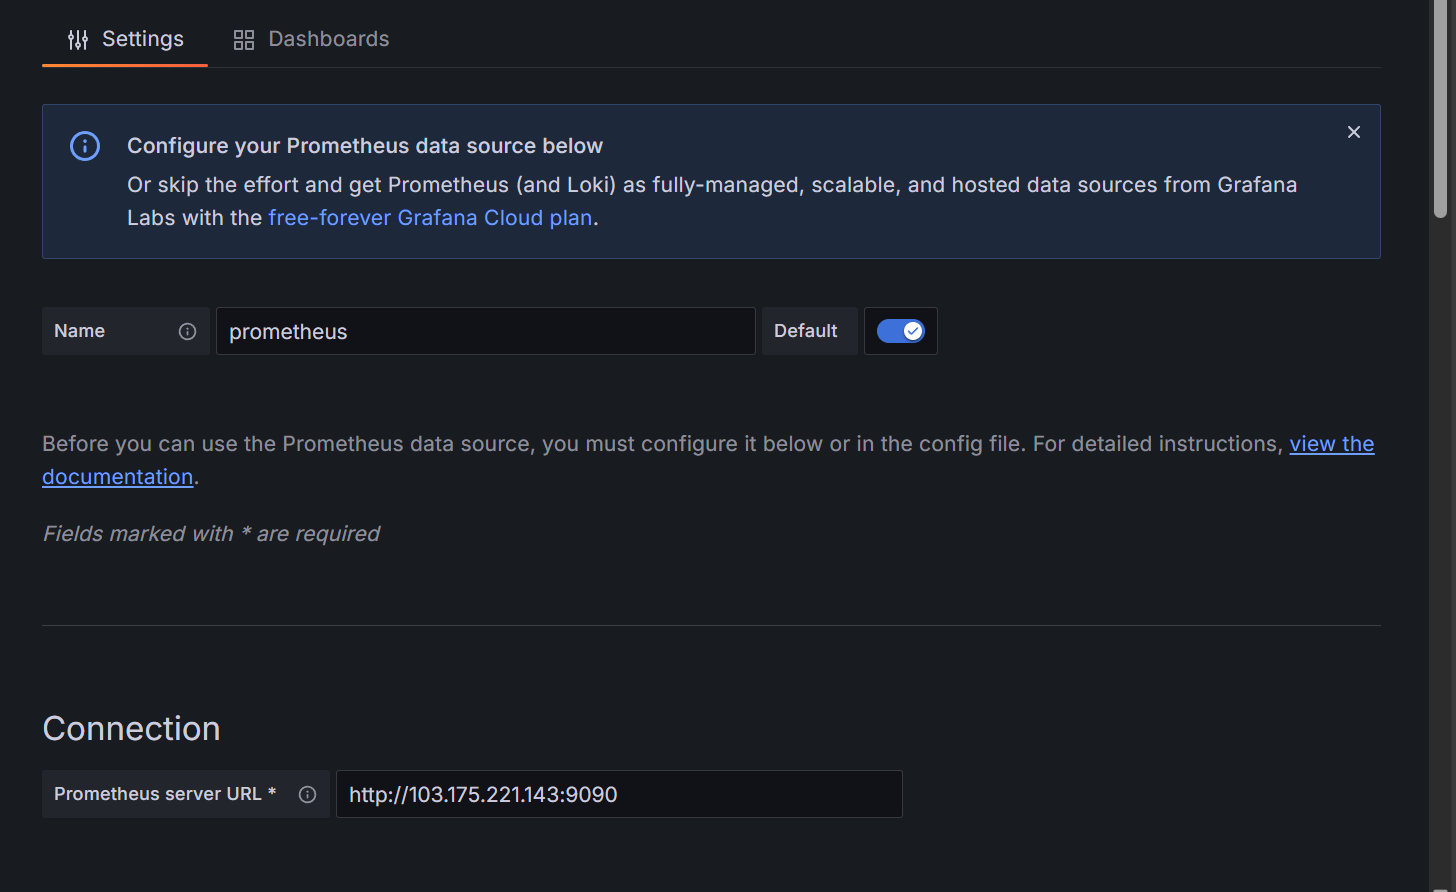 Settings
Dashboards
Configure your Prometheus data source below
Or skip the effort and get Prometheus (and Loki) as fully-managed, scalable, and hosted data sources from Grafana
Labs with the free-forever Grafana Cloud plan.
Name
prometheus
Default
Before you can use the Prometheus data source, you must configure it below or in the config file. For detailed instructions, view the
documentation.
Fields marked with * are required
Connection
Prometheus server URL *
http://103.175.221.143:9090